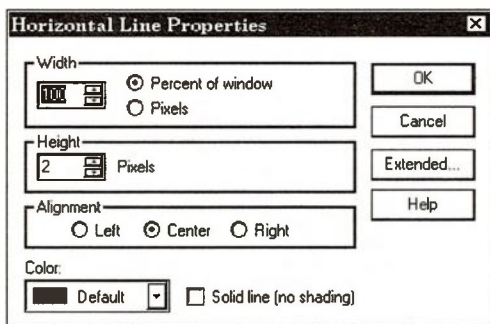 Horizontal Line Properties
Width
100
Percent of window
Pixels
OK
Cancel
Height
2 Pixels
Extended...
Alignment
Left Center Right
Help
Color:
Default
Solid line (no shading)